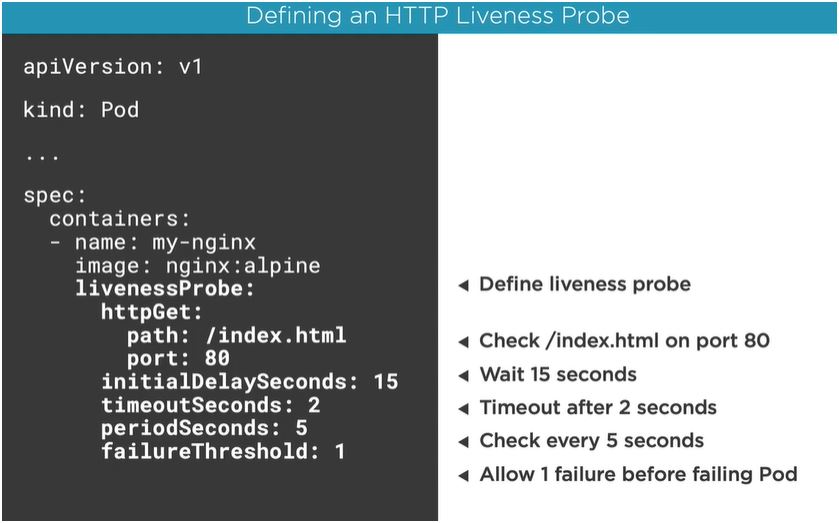 Defining an HTTP Liveness Probe
apiVersion: v1
kind: Pod
...
spec:
  containers:
  - name: my-nginx
    image: nginx:alpine
    livenessProbe:
      httpGet:
        path: /index.html
        port: 80
      initialDelaySeconds: 15
      timeoutSeconds: 2
      periodSeconds: 5
      failureThreshold: 1
Define liveness probe
Check /index.html on port 80
Wait 15 seconds
Timeout after 2 seconds
Check every 5 seconds
Allow 1 failure before failing Pod